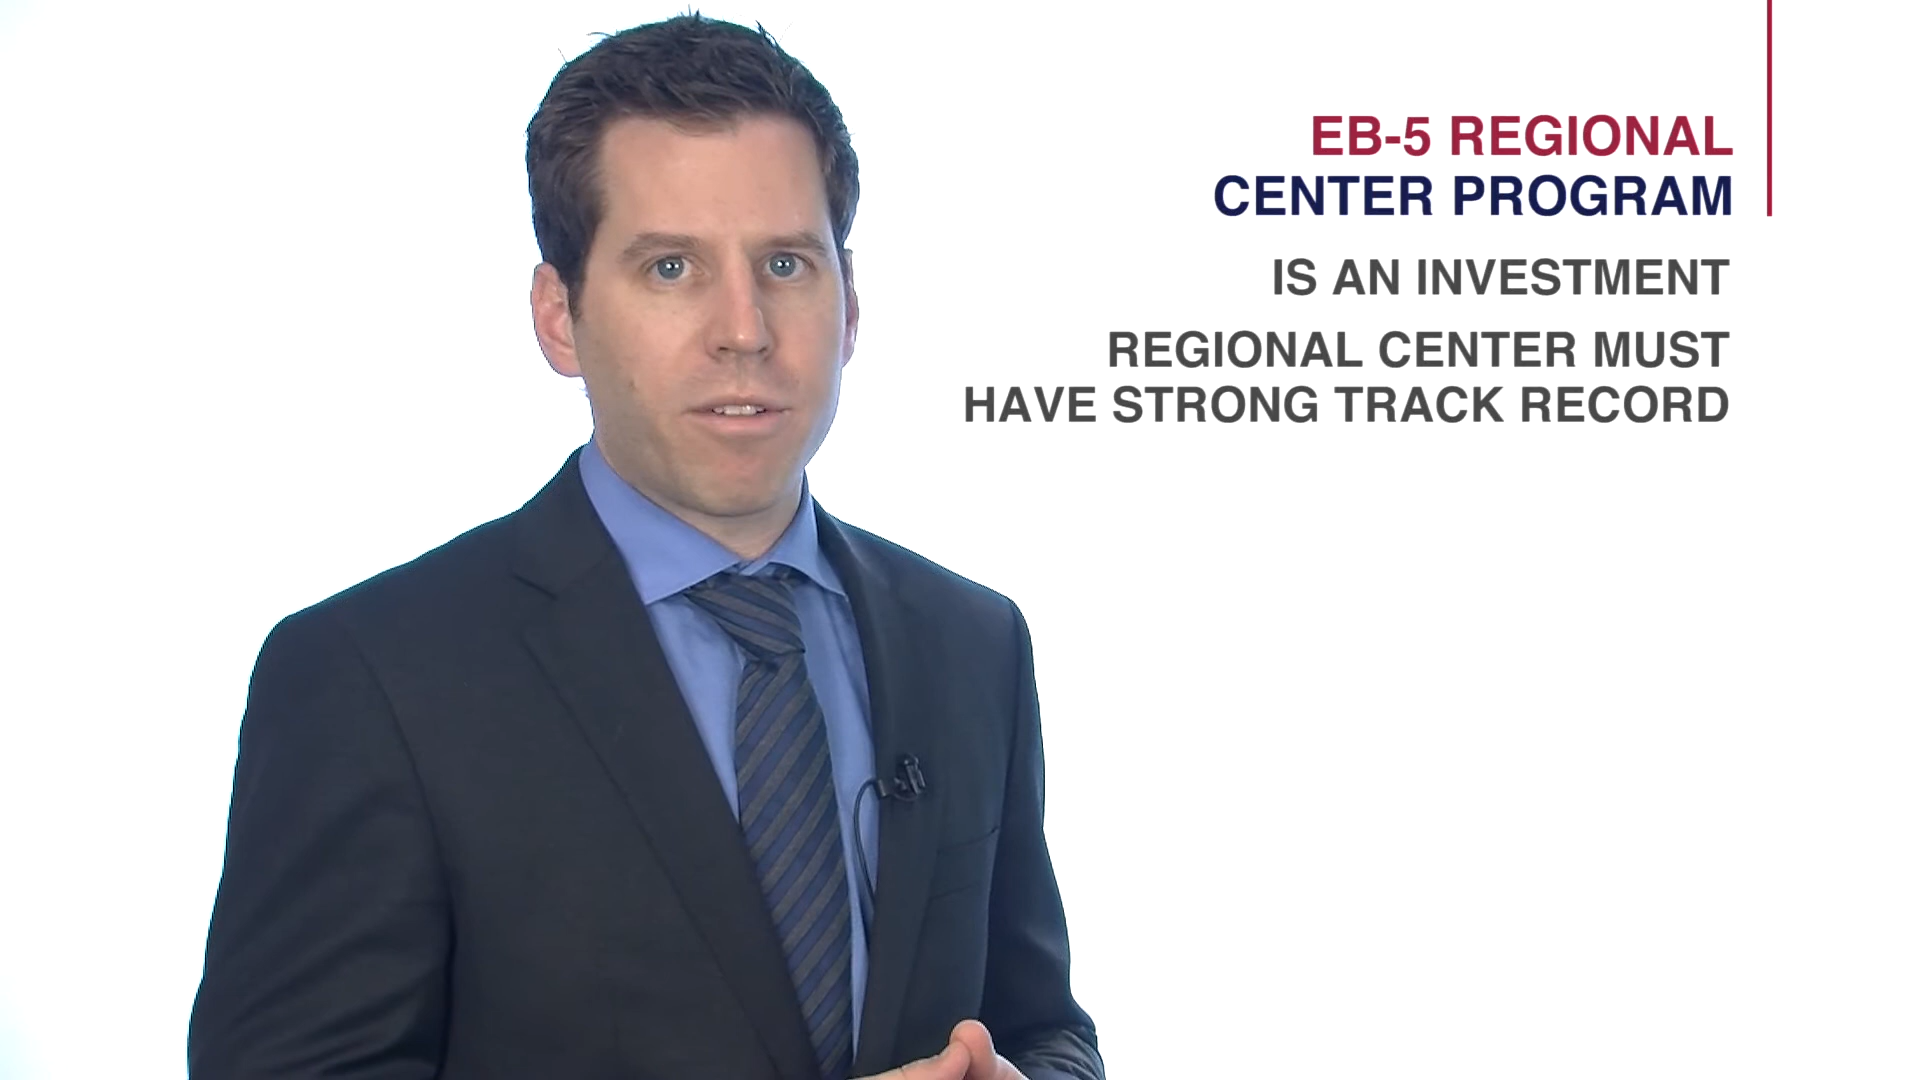 EB-5 REGIONAL
CENTER PROGRAM
IS AN INVESTMENT
REGIONAL CENTER MUST
HAVE STRONG TRACK RECORD